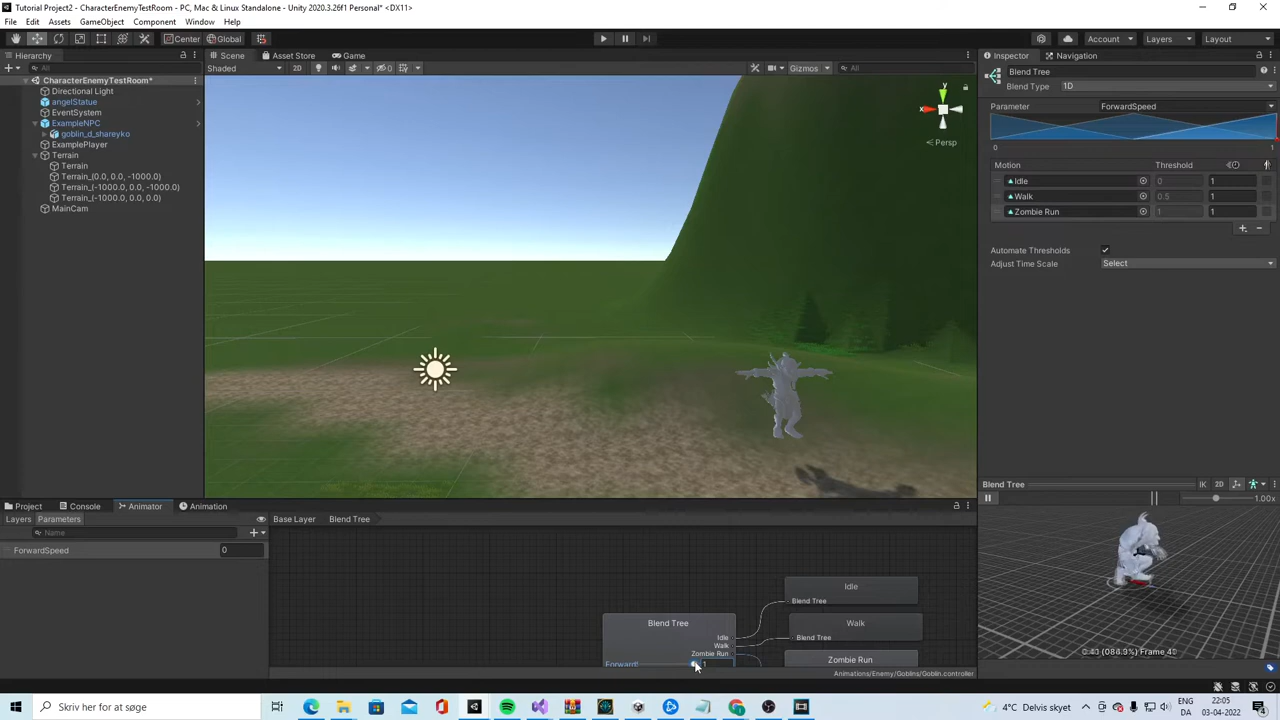 Tutorial Project2 - CharacterEnemyTestRoom - PC, Mac & Linux Standalone - Unity 2020.3.26f1 Personal* <DX11>
File Edit Assets GameObject Component Window Help
Center Global Account Layers Layout
Hierarchy
All
CharacterEnemyTestRoom*
Directional Light
angelStatue
EventSystem
ExampleNPC
goblin_d_shareyko
ExamplePlayer
Terrain
Terrain
Terrain_(0.0, 0.0, -1000.0)
Terrain_(-1000.0, 0.0, -1000.0)
Terrain_(-1000.0, 0.0, 0.0)
MainCam
Scene Asset Store Game
Shaded 2D 0 Gizmos All
y
x
Persp
Inspector Navigation
Blend Tree
Blend Type 1D
Parameter ForwardSpeed
0 1
Motion Threshold
Idle 0 1
Walk 0.5 1
Zombie Run 1 1
Automate Thresholds
Adjust Time Scale Select
Project Console Animator Animation
Layers Parameters
Base Layer Blend Tree
Name
ForwardSpeed 0
Blend Tree
Idle
Walk
Zombie Run
1
Idle
Blend Tree
Walk
Blend Tree
Zombie Run
Animations/Enemy/Goblins/Goblin.controller
Blend Tree IK 2D
1.00x
Skriv her for at søge
4°C Delvis skyet
ENG
DA
22:05
03-04-2022